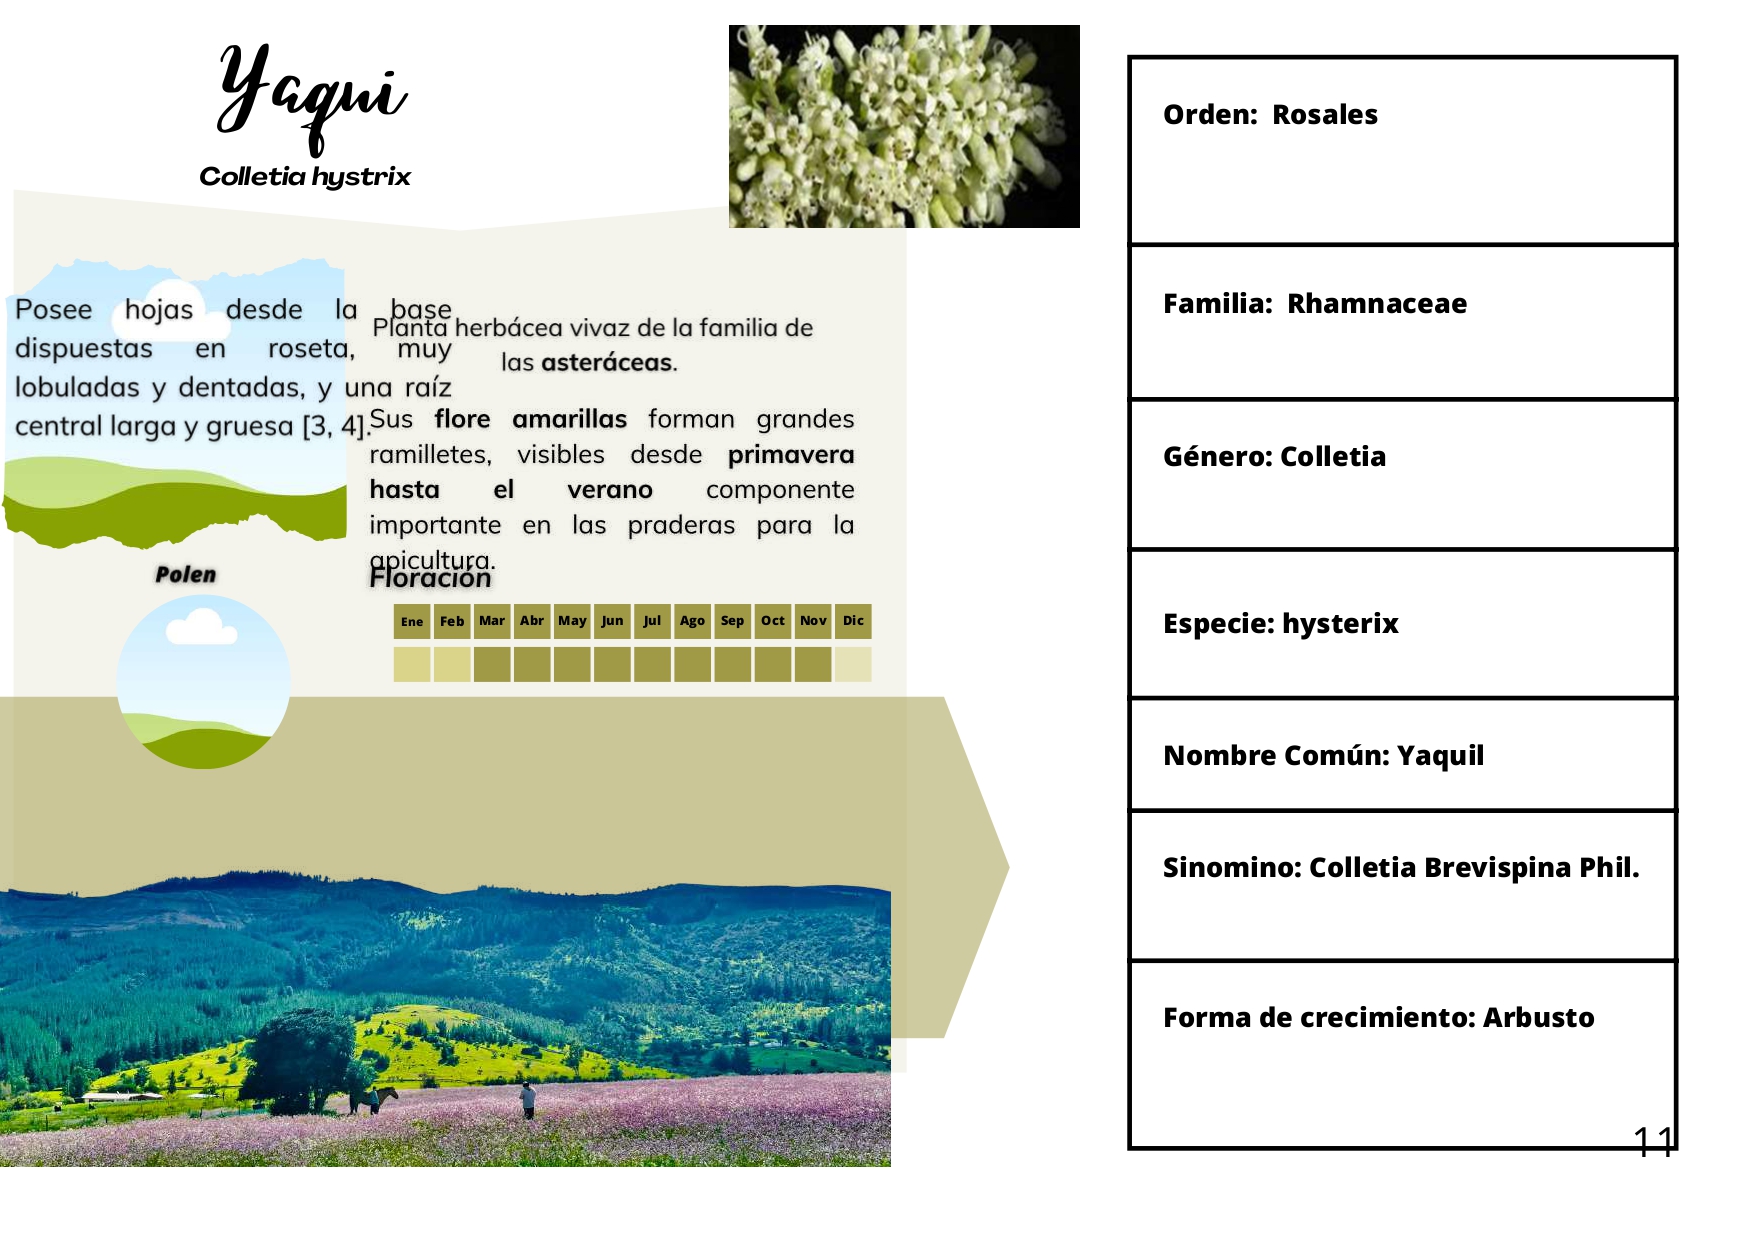 Yaqui
Colletia hystrix
Posee hojas desde la base
dispuestas en roseta, muy
lobuladas y dentadas, y una raíz
central larga y gruesa [3, 4].
Planta herbácea vivaz de la familia de
las asteráceas.
Sus flore amarillas forman grandes
ramilletes, visibles desde primavera
hasta el verano componente
importante en las praderas para la
apicultura.
Polen
Floración
Ene Feb Mar Abr May Jun Jul Ago Sep Oct Nov Dic
Orden: Rosales
Familia: Rhamnaceae
Género: Colletia
Especie: hysterix
Nombre Común: Yaquil
Sinomino: Colletia Brevispina Phil.
Forma de crecimiento: Arbusto
11